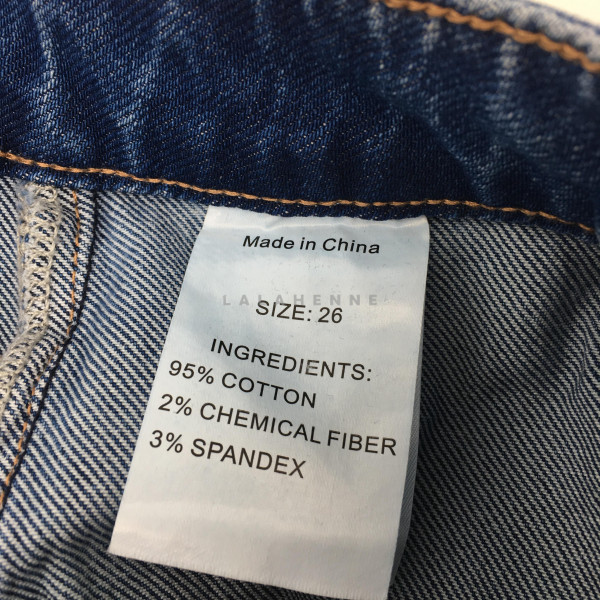 Made in China
LALAHENNE
SIZE: 26
INGREDIENTS:
95% COTTON
2% CHEMICAL FIBER
3% SPANDEX